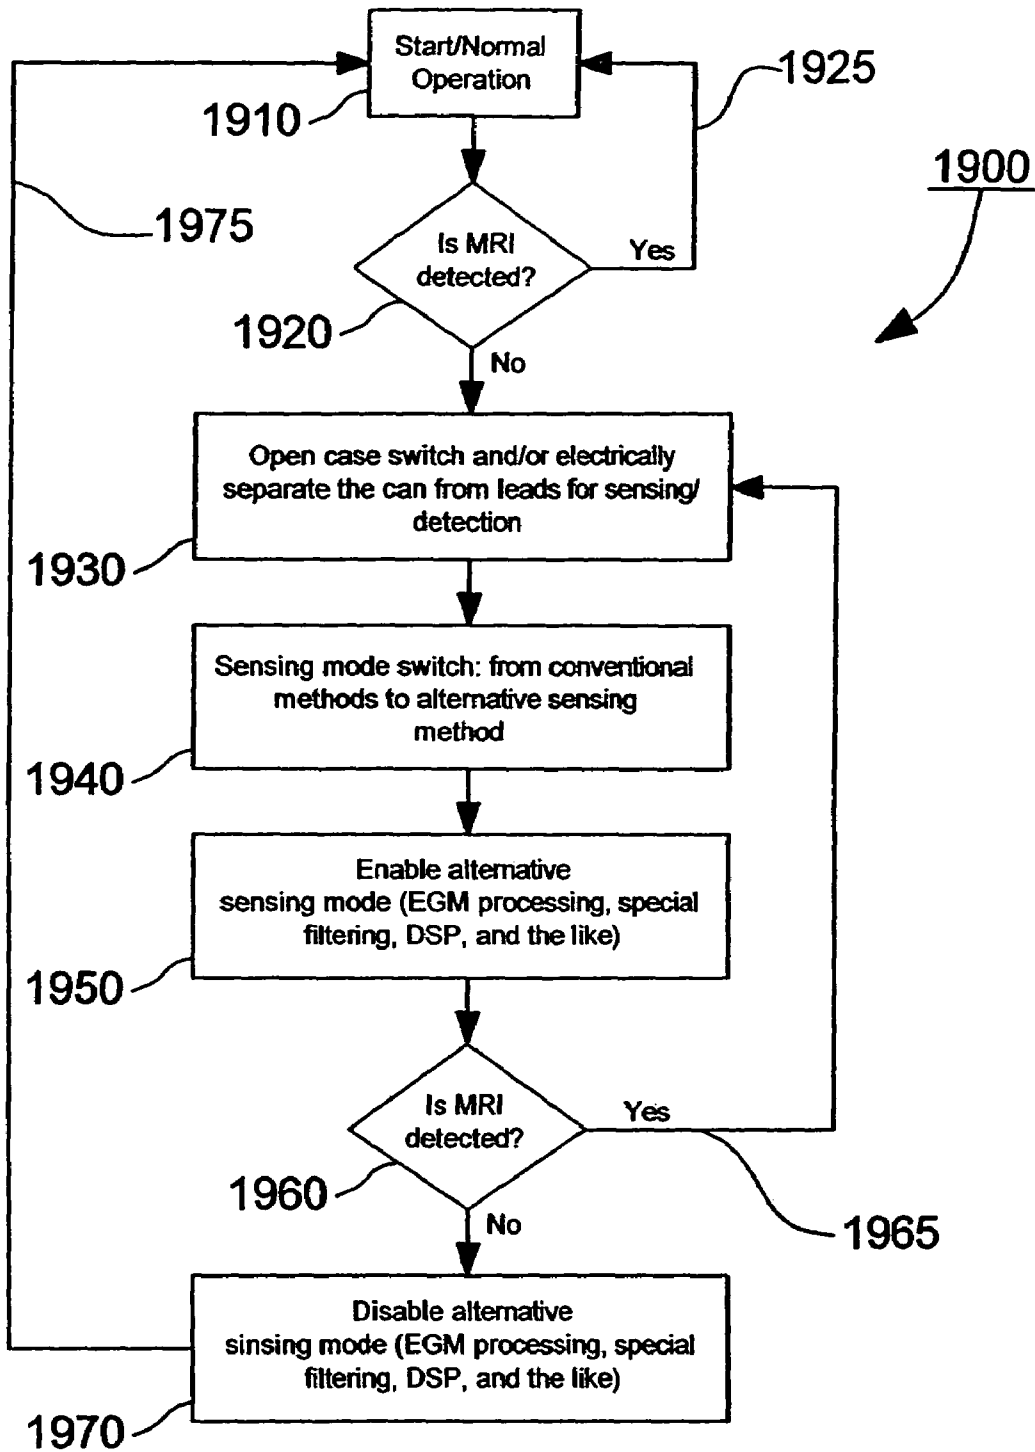 Start/Normal
Operation
1910
1925
1900
1975
Is MRI
detected?
Yes
1920
No
Open case switch and/or electrically
separate the can from leads for sensing/
detection
1930
Sensing mode switch: from conventional
methods to alternative sensing
method
1940
Enable alternative
sensing mode (EGM processing, special
filtering, DSP, and the like)
1950
Is MRI
detected?
Yes
1960
1965
No
Disable alternative
sinsing mode (EGM processing, special
filtering, DSP, and the like)
1970